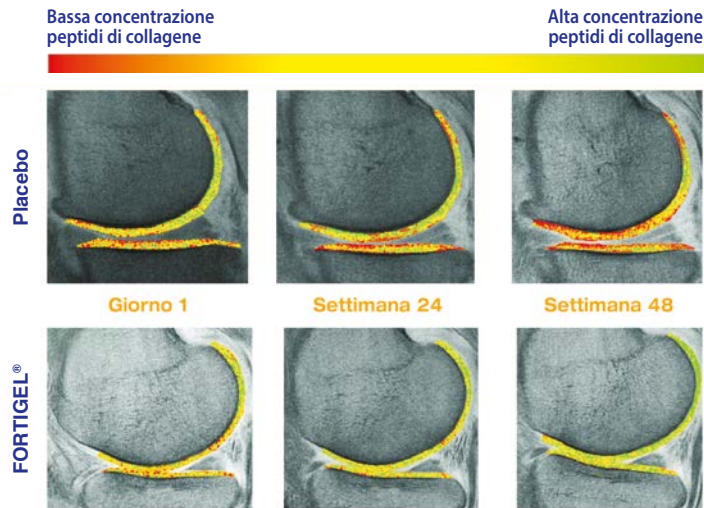 Bassa concentrazione
peptidi di collagene
Alta concentrazione
peptidi di collagene
Placebo
Giorno 1
Settimana 24
Settimana 48
FORTIGEL®